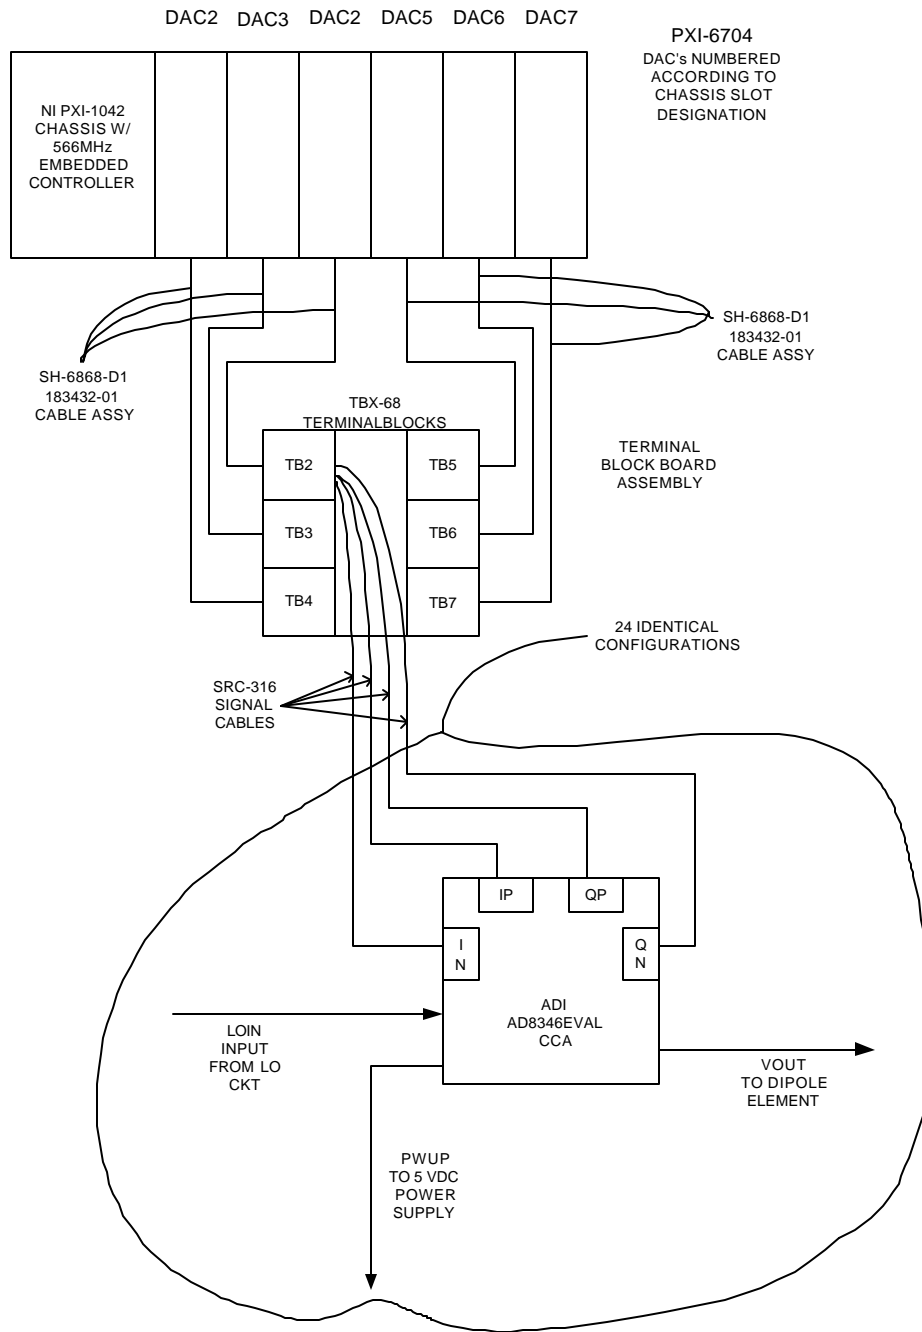 DAC2 DAC3 DAC2 DAC5 DAC6 DAC7
PXI-6704
DAC's NUMBERED
ACCORDING TO
CHASSIS SLOT
DESIGNATION
NI PXI-1042
CHASSIS W/
566MHz
EMBEDDED
CONTROLLER
SH-6868-D1
183432-01
CABLE ASSY
SH-6868-D1
183432-01
CABLE ASSY
TBX-68
TERMINALBLOCKS
TB2
TB3
TB4
TB5
TB6
TB7
TERMINAL
BLOCK BOARD
ASSEMBLY
24 IDENTICAL
CONFIGURATIONS
SRC-316
SIGNAL
CABLES
IP
QP
I
N
Q
N
ADI
AD8346EVAL
CCA
LOIN
INPUT
FROM LO
CKT
VOUT
TO DIPOLE
ELEMENT
PWUP
TO 5 VDC
POWER
SUPPLY